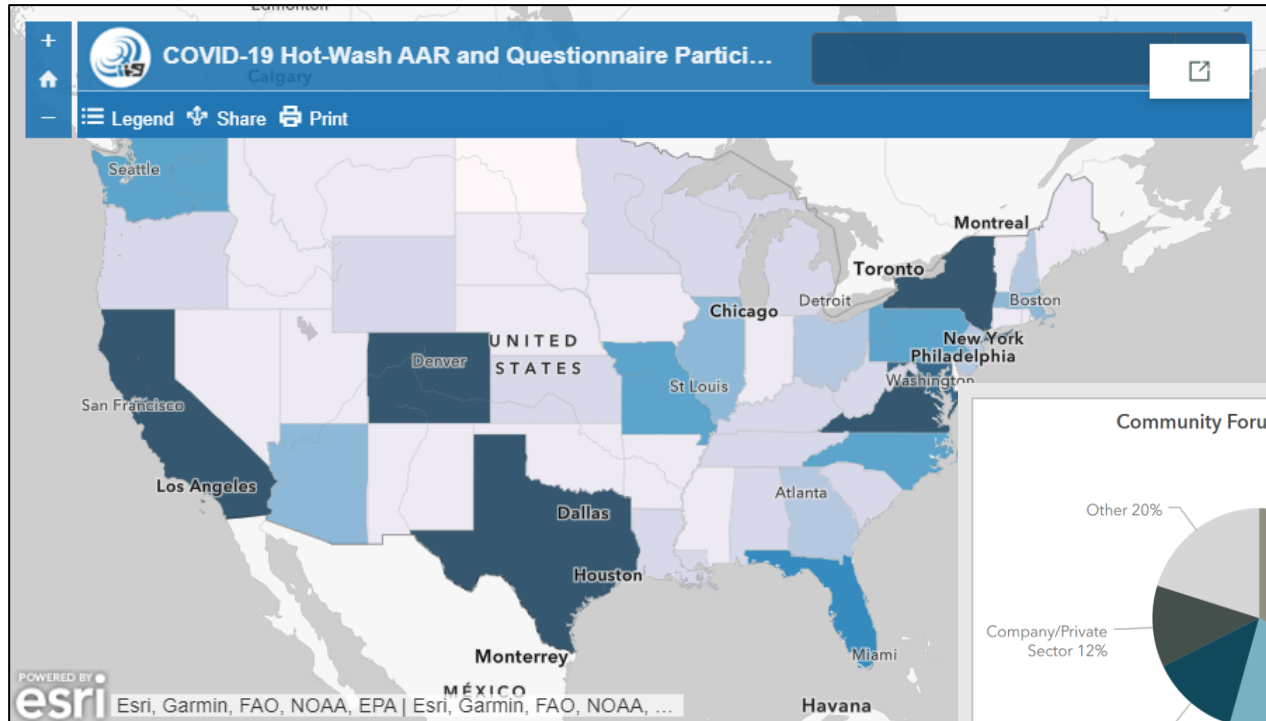 Edmonton
+
COVID-19 Hot-Wash AAR and Questionnaire Partici...
Calgary
−
Legend Share Print
Seattle
Montreal
Toronto
Chicago
Detroit
Boston
UNITED
STATES
New York
Philadelphia
Denver
St Louis
Washington
San Francisco
Los Angeles
Dallas
Atlanta
Houston
Monterrey
Miami
MÉXICO
Havana
Community Foru
Other 20%
Company/Private
Sector 12%
POWERED BY
esri
Esri, Garmin, FAO, NOAA, EPA | Esri, Garmin, FAO, NOAA, ...